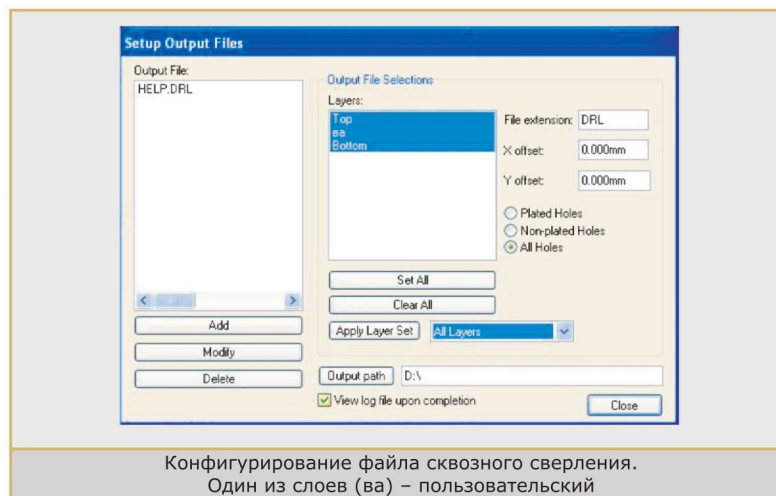 Setup Output Files
Output File:
HELP.DRL
Add
Modify
Delete
Output File Selections
Layers:
Top
ва
Bottom
File extension: DRL
X offset: 0.000mm
Y offset: 0.000mm
Plated Holes
Non-plated Holes
All Holes
Set All
Clear All
Apply Layer Set All Layers
Output path D:\
View log file upon completion
Close
Конфигурирование файла сквозного сверления.
Один из слоев (ва) – пользовательский